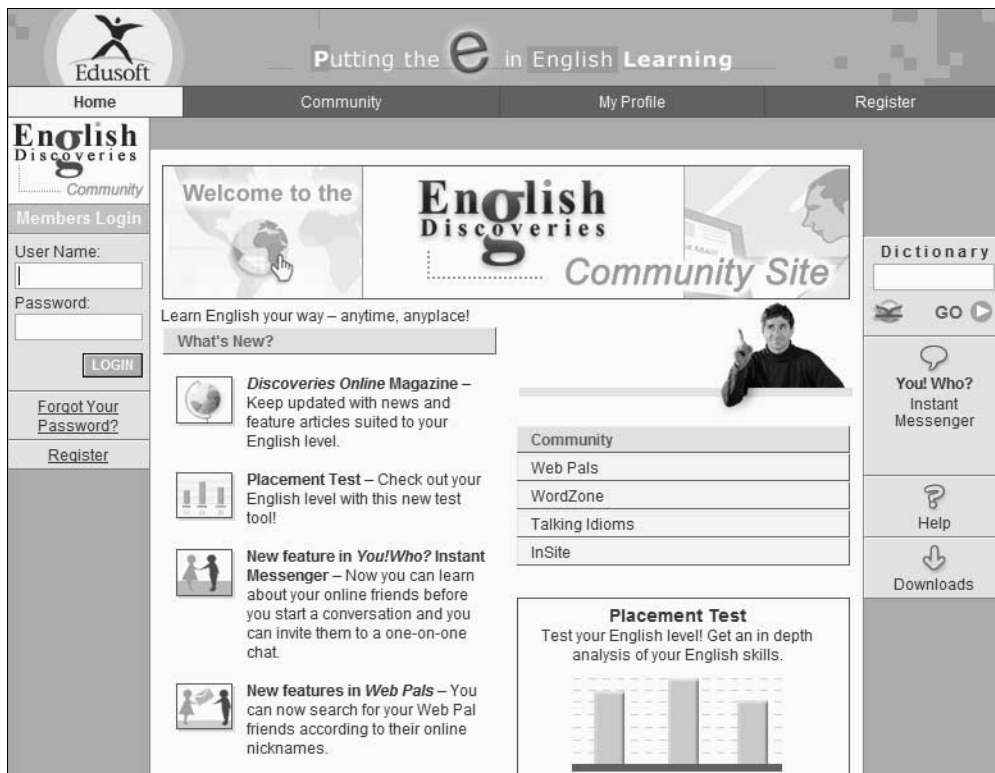 Edusoft
Putting the e in English Learning
Home
Community
My Profile
Register
English
Discoveries
Community
Members Login
User Name:
Password:
LOGIN
Forgot Your
Password?
Register
Welcome to the
English
Discoveries
Community Site
Learn English your way – anytime, anyplace!
What's New?
Discoveries Online Magazine –
Keep updated with news and
feature articles suited to your
English level.
Placement Test – Check out your
English level with this new test
tool!
New feature in You!Who? Instant
Messenger – Now you can learn
about your online friends before
you start a conversation and you
can invite them to a one-on-one
chat.
New features in Web Pals – You
can now search for your Web Pal
friends according to their online
nicknames.
Community
Web Pals
WordZone
Talking Idioms
InSite
Placement Test
Test your English level! Get an in depth
analysis of your English skills.
Dictionary
GO
You! Who?
Instant
Messenger
Help
Downloads